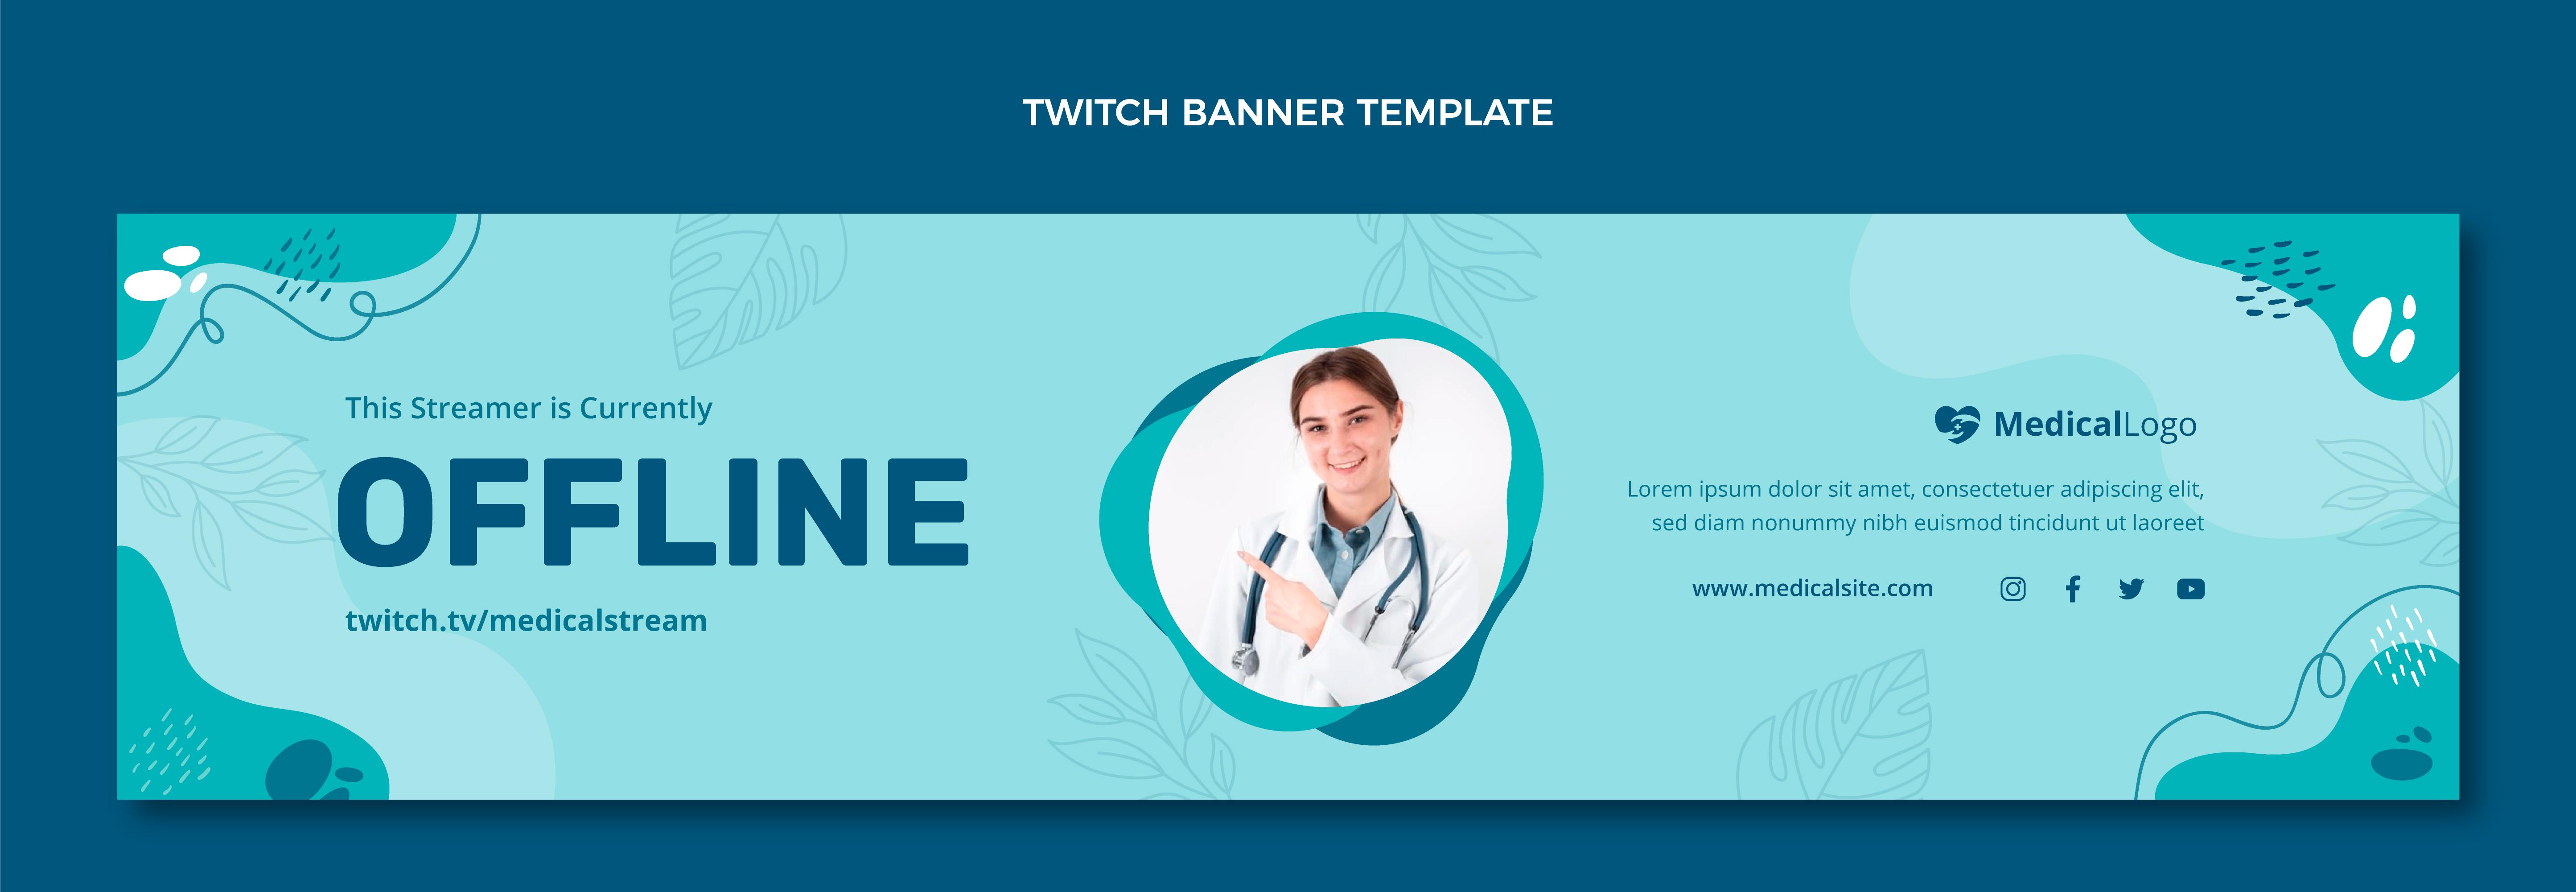 TWITCH BANNER TEMPLATE
This Streamer is Currently
OFFLINE
twitch.tv/medicalstream
MedicalLogo
Lorem ipsum dolor sit amet, consectetuer adipiscing elit,
sed diam nonummy nibh euismod tincidunt ut laoreet
www.medicalsite.com